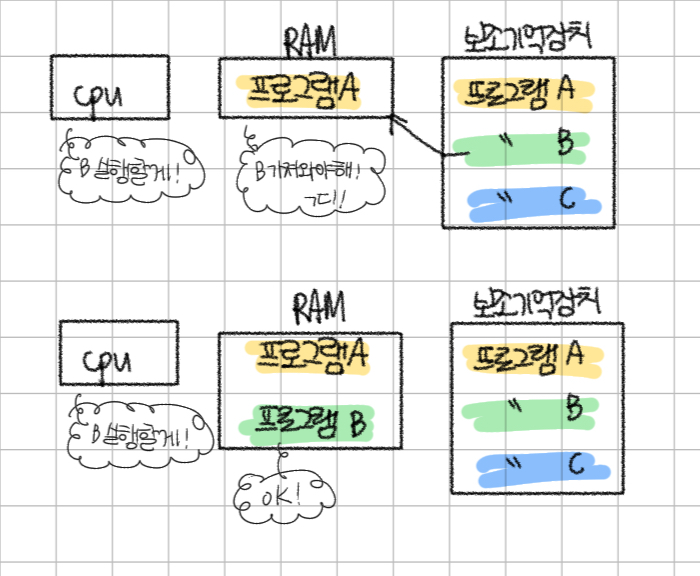 RAM
보조기억장치
cpu
프로그램A
프로그램 A
" B
" C
B 실행할게!
B가져와야해!
ㄱㄷ!
RAM
보조기억장치
cpu
프로그램A
프로그램 B
프로그램 A
" B
" C
B 실행할게!
OK!